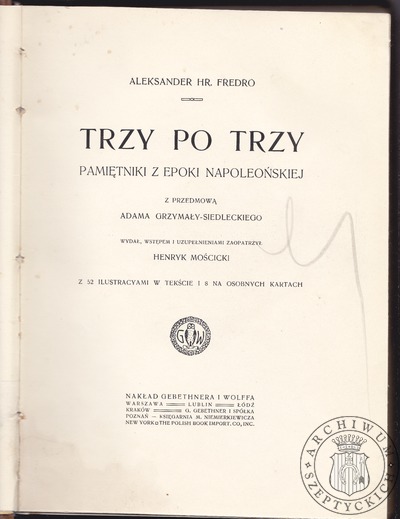 ALEKSANDER HR. FREDRO
TRZY PO TRZY
PAMIĘTNIKI Z EPOKI NAPOLEOŃSKIEJ
Z PRZEDMOWĄ
ADAMA GRZYMAŁY-SIEDLECKIEGO
WYDAŁ, WSTĘPEM I UZUPEŁNIENIAMI ZAOPATRZYŁ
HENRYK MOŚCICKI
Z 52 ILUSTRACYAMI W TEKŚCIE I 8 NA OSOBNYCH KARTACH
G W
NAKŁAD GEBETHNERA I WOLFFA
WARSZAWA LUBLIN ŁÓDŹ
KRAKÓW G. GEBETHNER I SPÓŁKA
POZNAŃ — KSIĘGARNIA M. NIEMIERKIEWICZA
NEW YORK THE POLISH BOOK IMPORT. CO, INC.
ARCHIWUM
SZEPTYCKICH